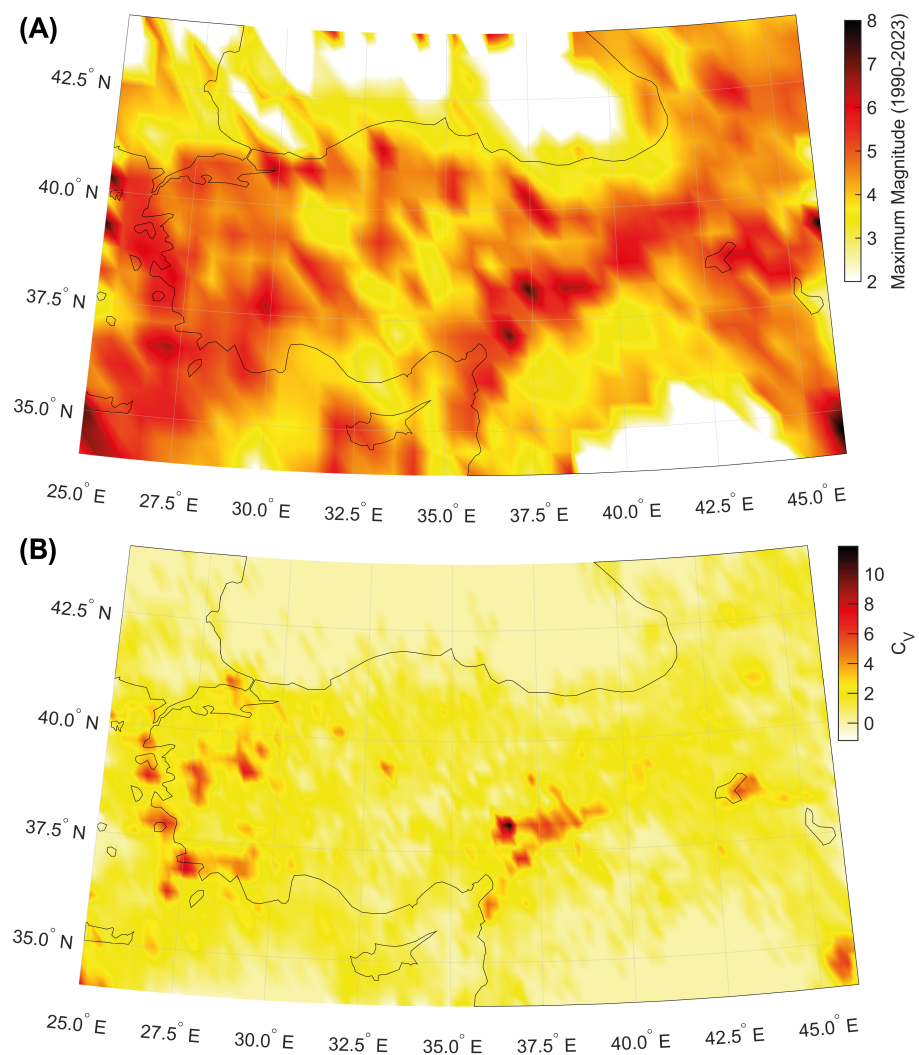 (A)
42.5° N
40.0° N
37.5° N
35.0° N
25.0° E
27.5° E
30.0° E
32.5° E
35.0° E
37.5° E
40.0° E
42.5° E
45.0° E
8
7
6
5
4
3
2
Maximum Magnitude (1990-2023)
(B)
42.5° N
40.0° N
37.5° N
35.0° N
25.0° E
27.5° E
30.0° E
32.5° E
35.0° E
37.5° E
40.0° E
42.5° E
45.0° E
10
8
6
4
2
0
C_V